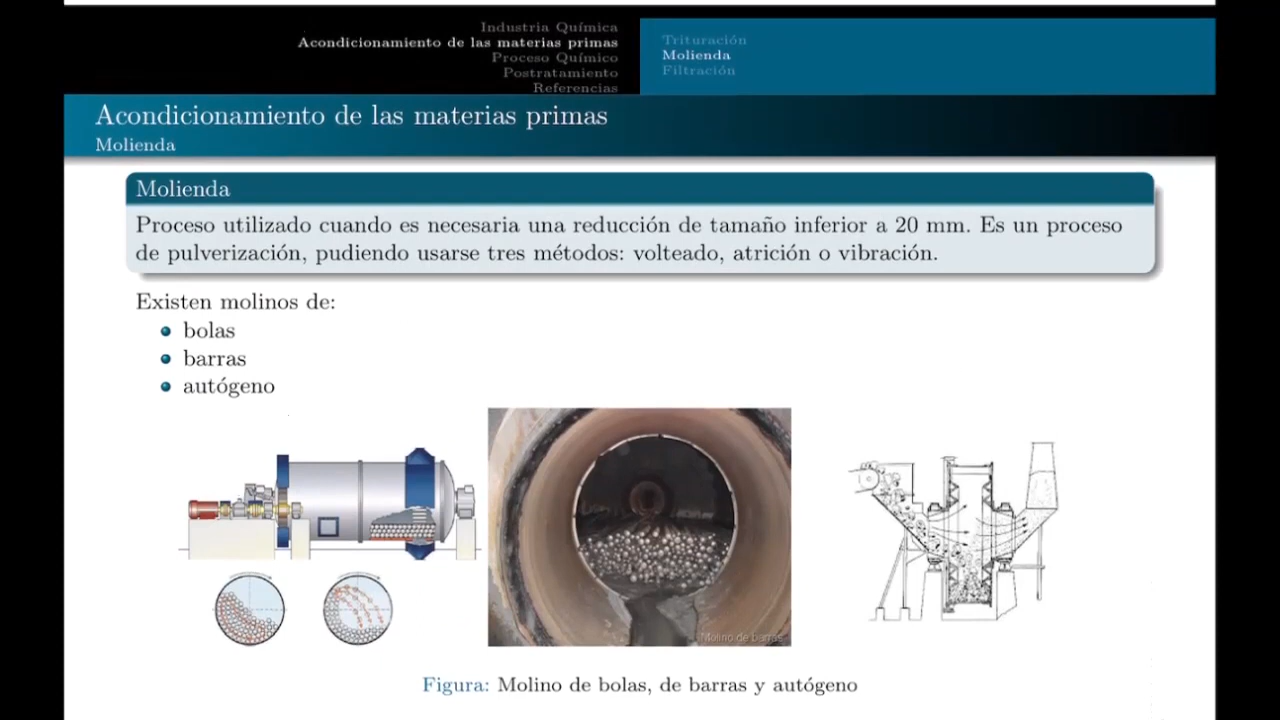 Industria Química
Acondicionamiento de las materias primas
Proceso Químico
Postratamiento
Referencias
Trituración
Molienda
Filtración
Acondicionamiento de las materias primas
Molienda
Molienda
Proceso utilizado cuando es necesaria una reducción de tamaño inferior a 20 mm. Es un proceso
de pulverización, pudiendo usarse tres métodos: volteado, atrición o vibración.
Existen molinos de:
bolas
barras
autógeno
Molino de barras
Figura: Molino de bolas, de barras y autógeno